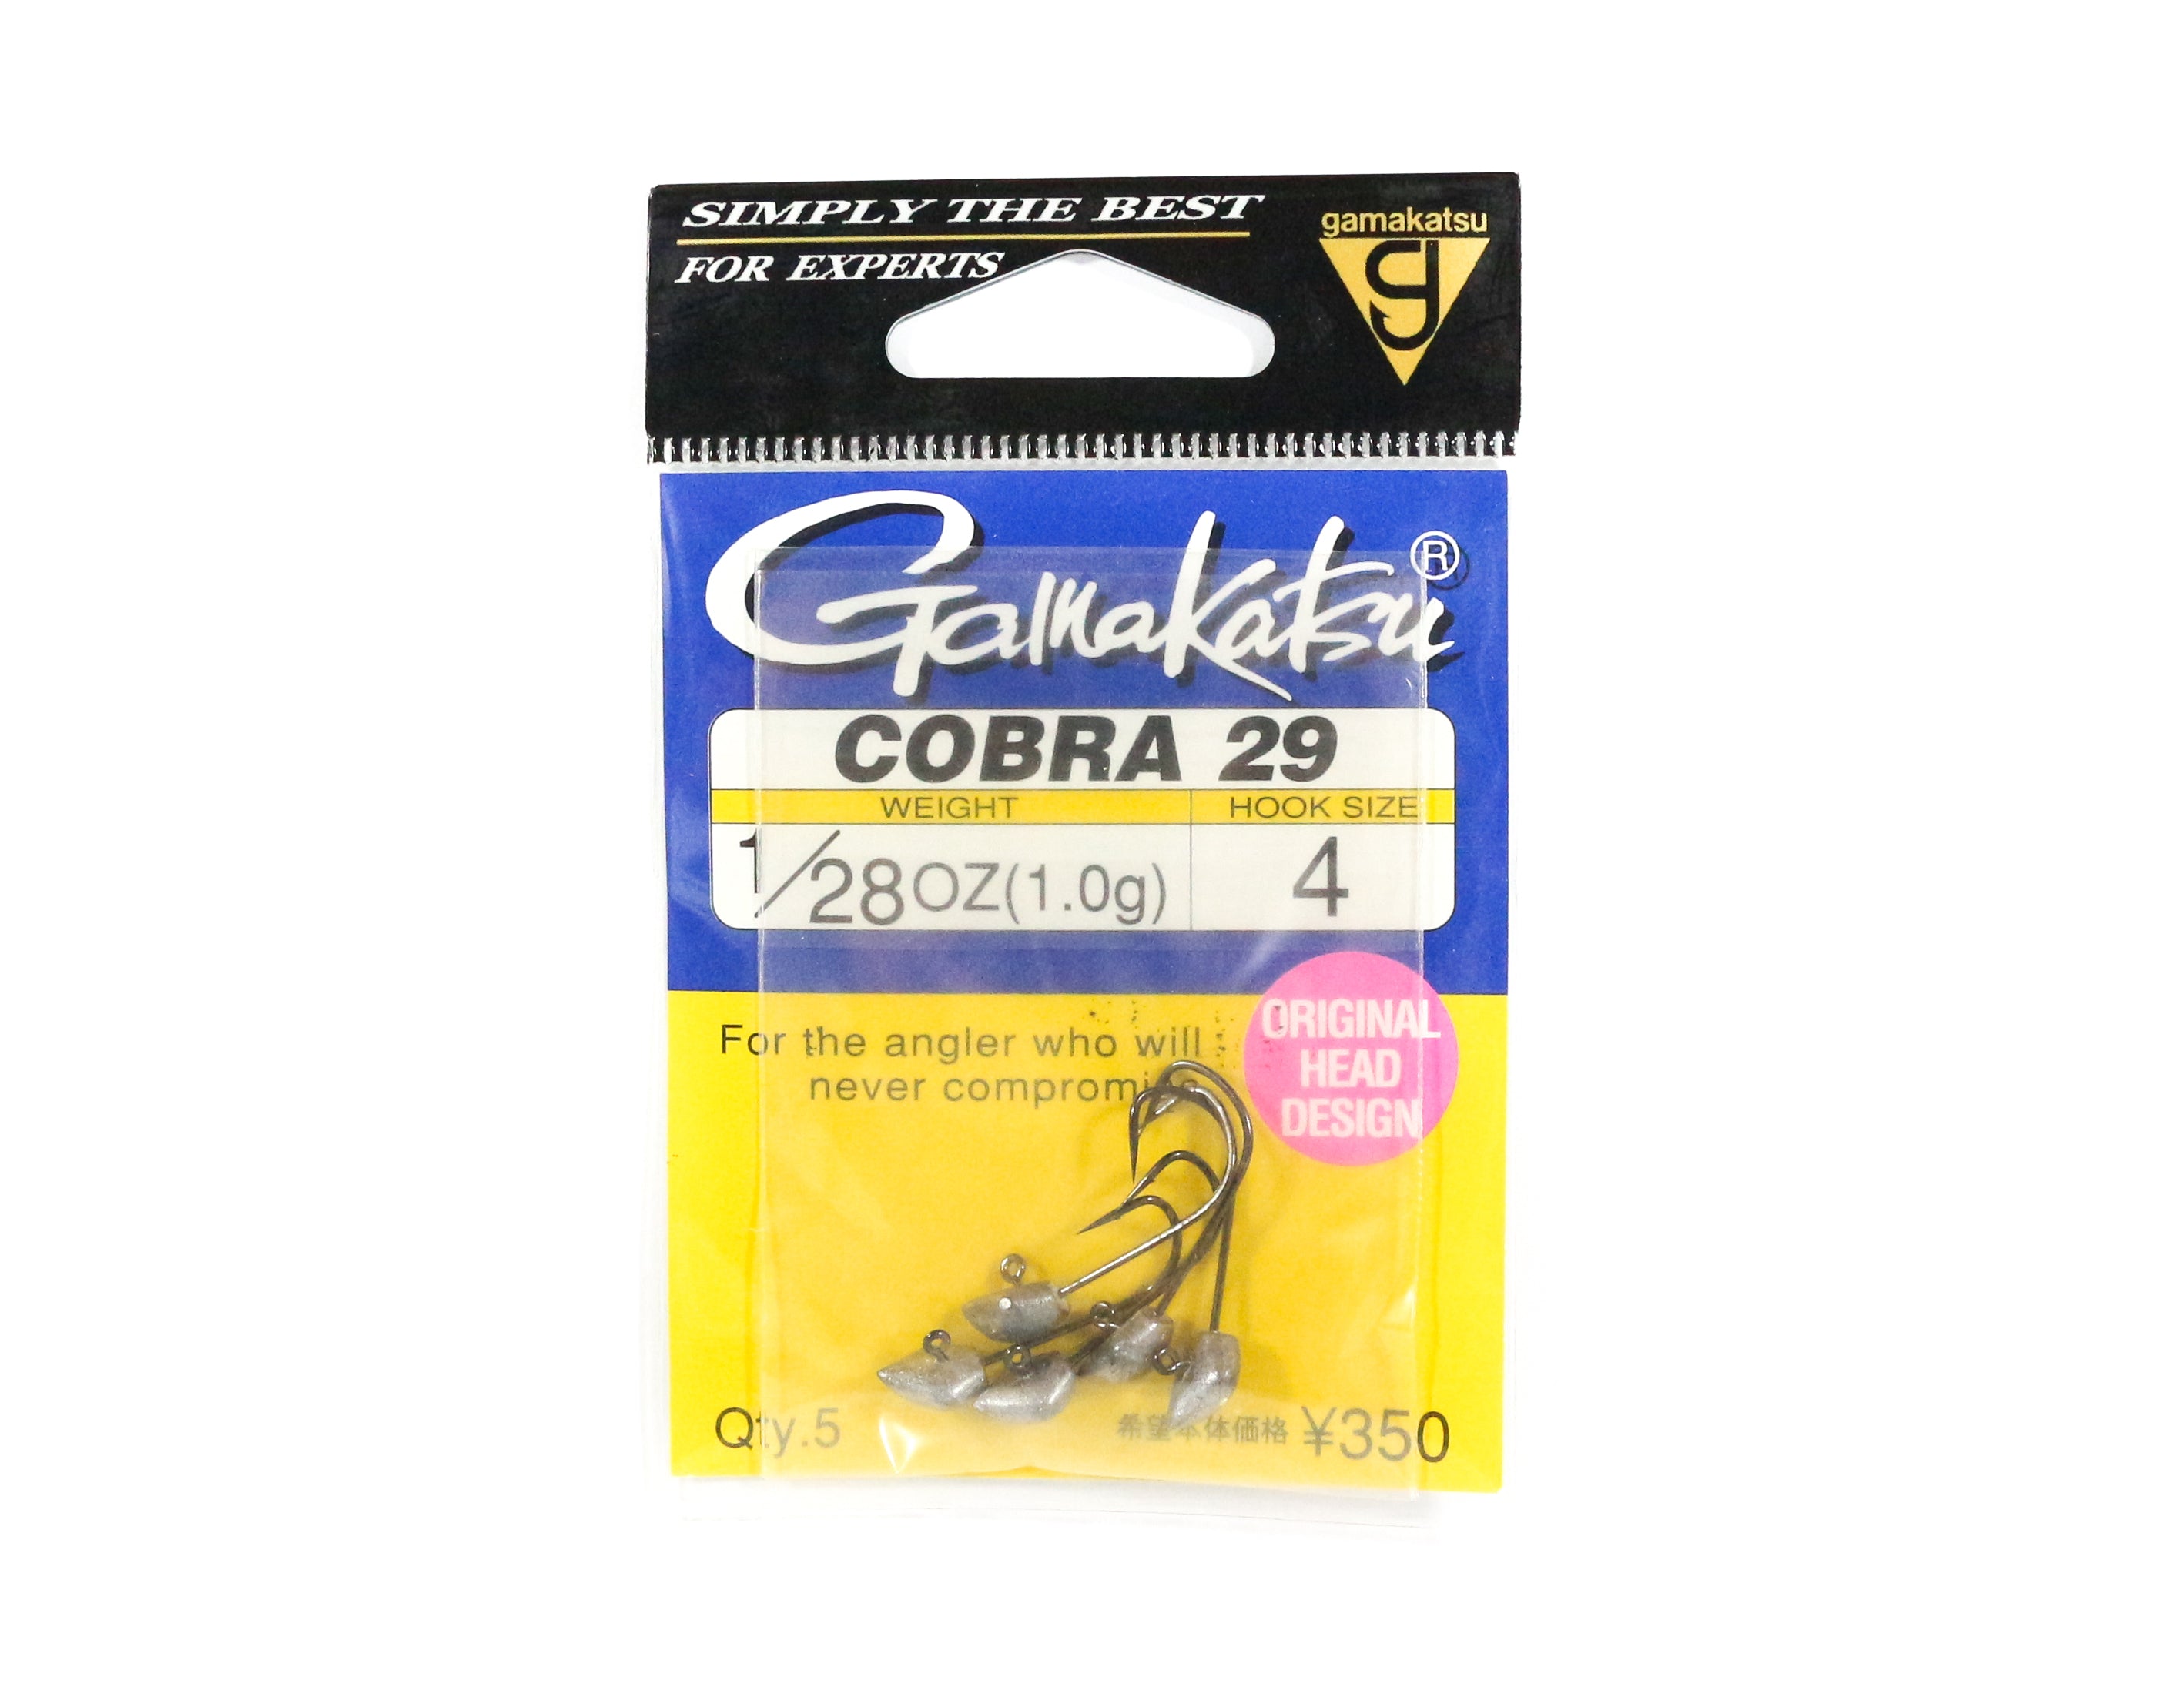 SIMPLY THE BEST
FOR EXPERTS
gamakatsu
Gamakatsu®
COBRA 29
WEIGHT HOOK SIZE
1/28OZ(1.0g) 4
ORIGINAL
HEAD
DESIGN
For the angler who will
never compromise
Qty.5 希望本体価格 ¥350